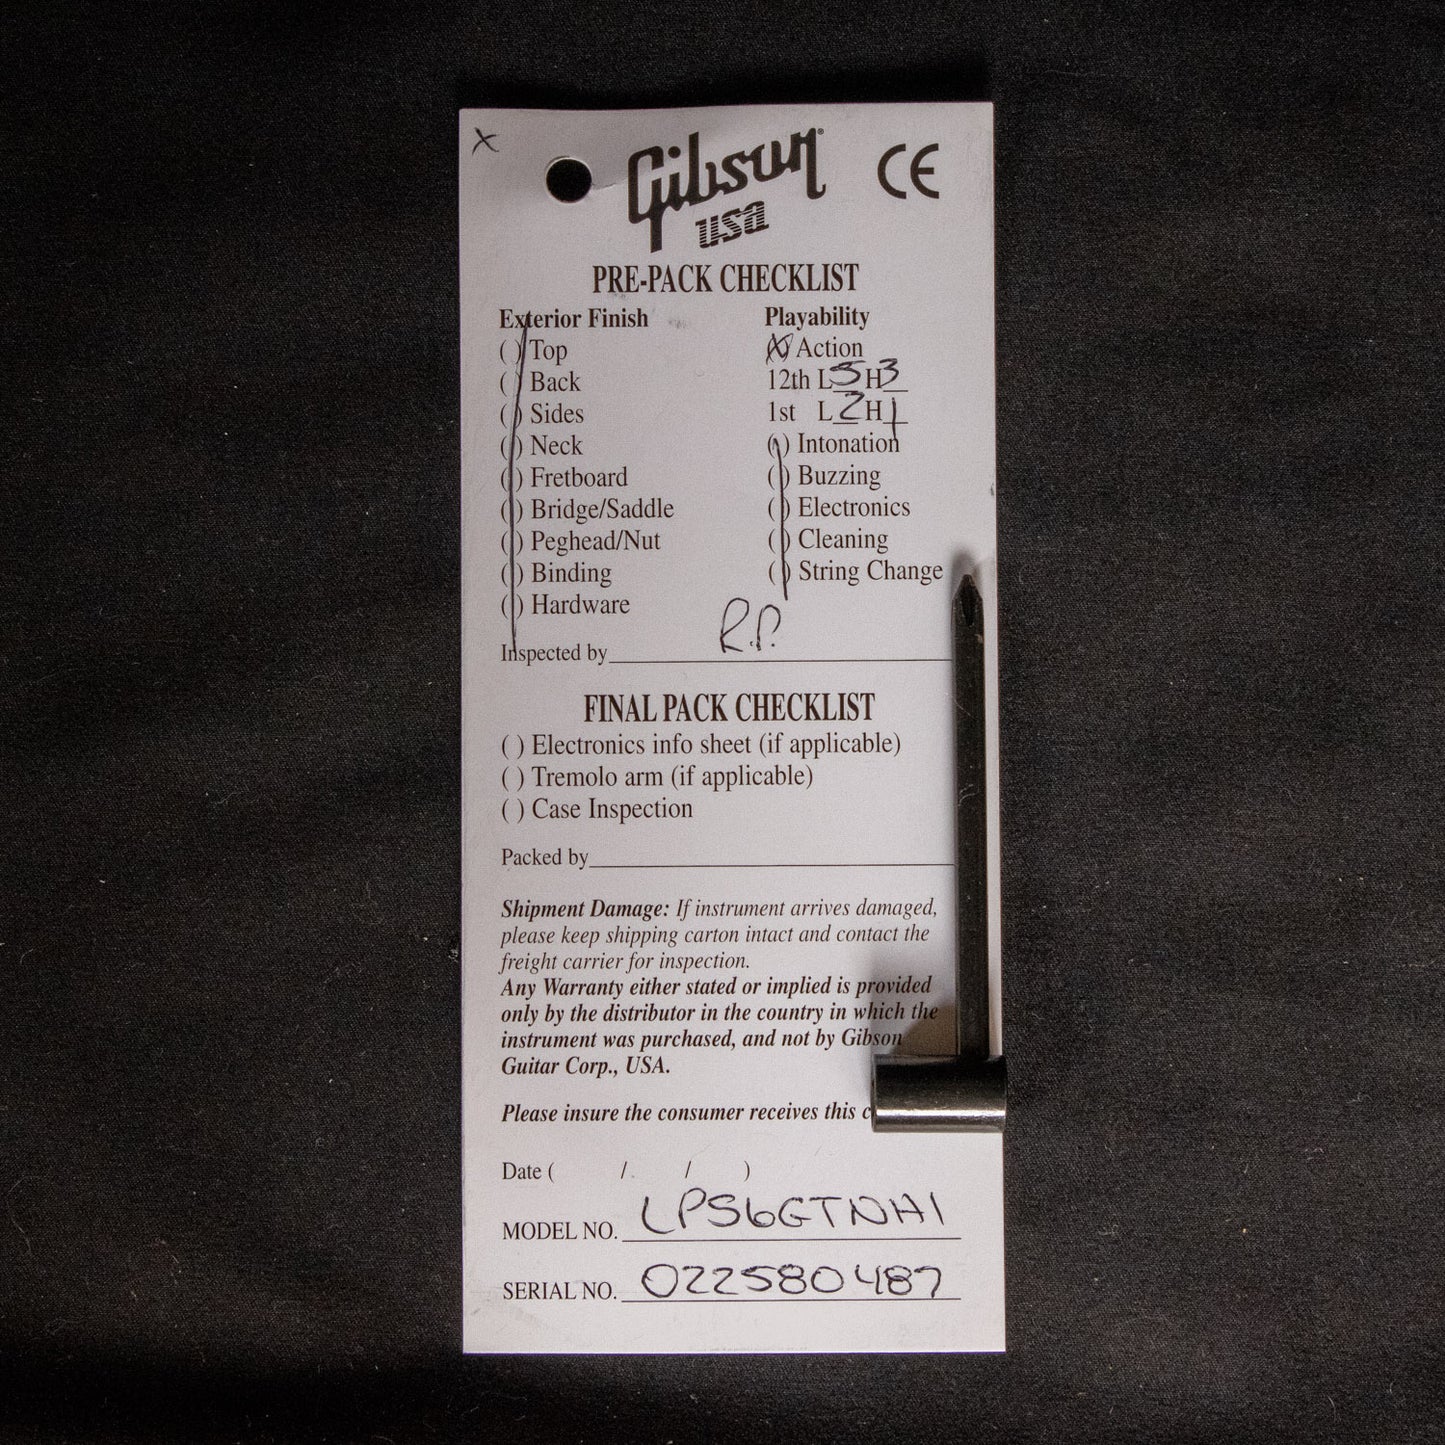 x
Gibson
usa
CE
PRE-PACK CHECKLIST
Exterior Finish
( ) Top
( ) Back
( ) Sides
( ) Neck
( ) Fretboard
( ) Bridge/Saddle
( ) Peghead/Nut
( ) Binding
( ) Hardware
Playability
(X) Action
12th L 5 H 3
1st L 2 H 1
( ) Intonation
( ) Buzzing
( ) Electronics
( ) Cleaning
( ) String Change
Inspected by R.P.
FINAL PACK CHECKLIST
( ) Electronics info sheet (if applicable)
( ) Tremolo arm (if applicable)
( ) Case Inspection
Packed by
Shipment Damage: If instrument arrives damaged,
please keep shipping carton intact and contact the
freight carrier for inspection.
Any Warranty either stated or implied is provided
only by the distributor in the country in which the
instrument was purchased, and not by Gibson
Guitar Corp., USA.
Please insure the consumer receives this
Date ( / / )
MODEL NO. LPS6GTNH1
SERIAL NO. 022580487